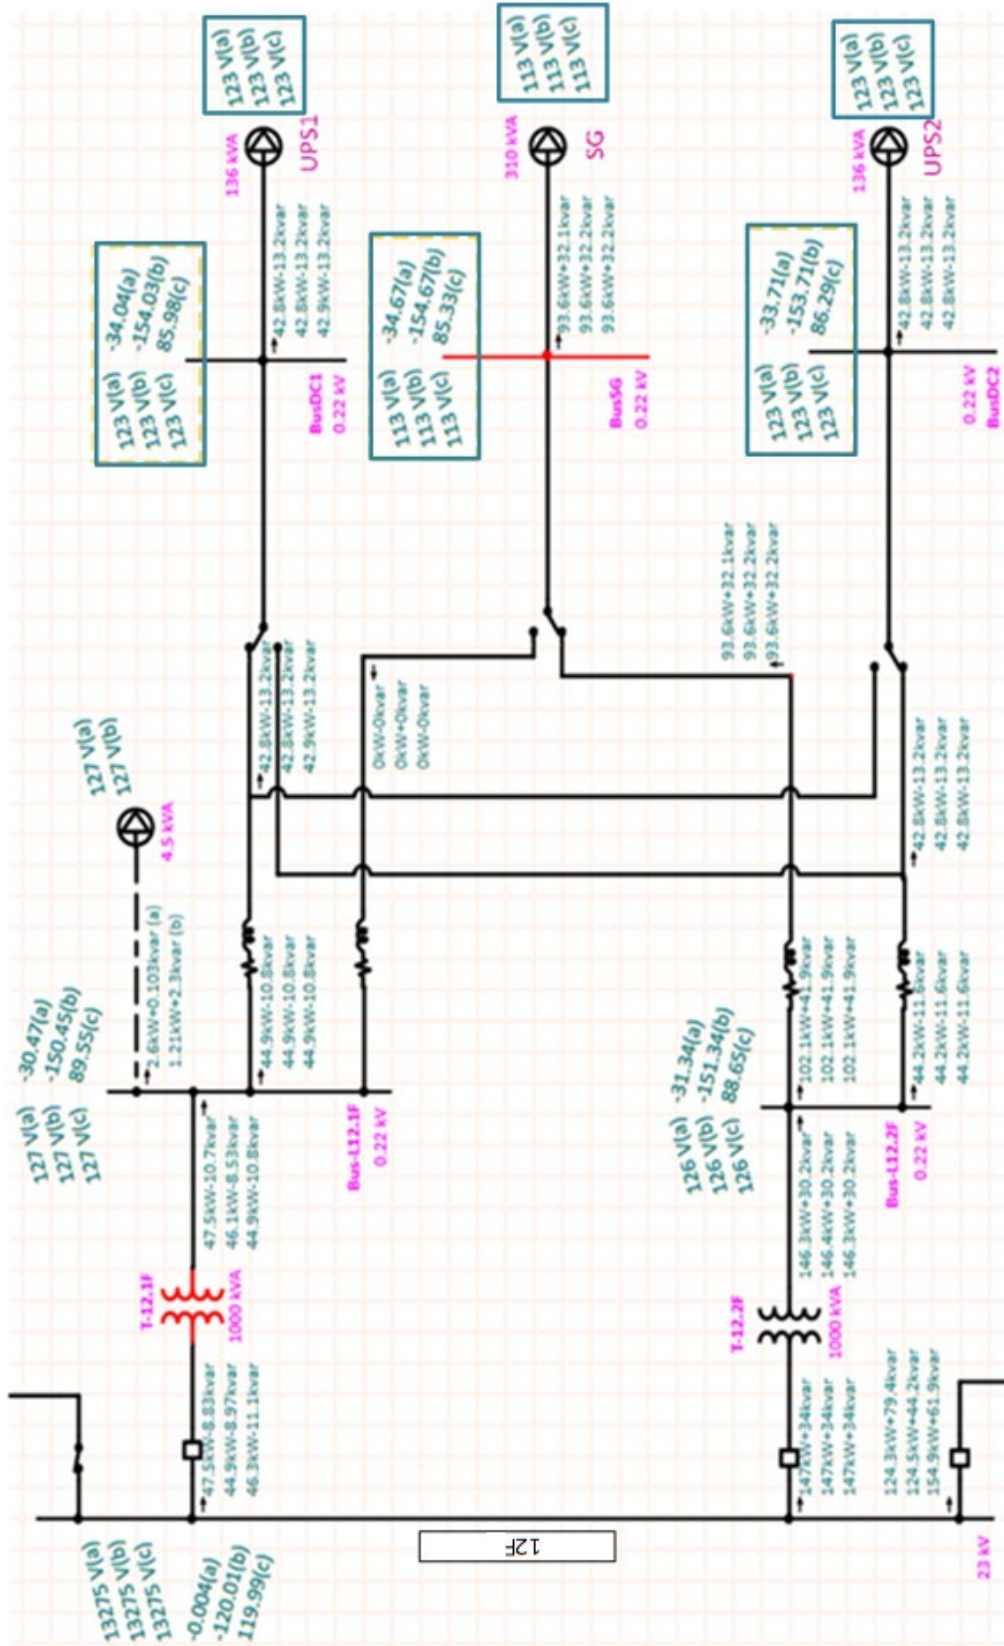 123 V(a)
123 V(b)
123 V(c)
136 kVA
UPS1
42.8kW-13.2kvar
42.8kW-13.2kvar
42.9kW-13.2kvar
-34.04(a)
-154.03(b)
85.98(c)
123 V(a)
123 V(b)
123 V(c)
BusDC1
0.22 kV
113 V(a)
113 V(b)
113 V(c)
310 kVA
SG
93.6kW+32.1kvar
93.6kW+32.2kvar
93.6kW+32.2kvar
-34.67(a)
-154.67(b)
85.33(c)
113 V(a)
113 V(b)
113 V(c)
BusSG
0.22 kV
123 V(a)
123 V(b)
123 V(c)
136 kVA
UPS2
42.8kW-13.2kvar
42.8kW-13.2kvar
42.8kW-13.2kvar
-33.71(a)
-153.71(b)
86.29(c)
123 V(a)
123 V(b)
123 V(c)
0.22 kV
BusDC2
42.8kW-13.2kvar
42.8kW-13.2kvar
42.9kW-13.2kvar
0kW-0kvar
0kW+0kvar
0kW-0kvar
93.6kW+32.1kvar
93.6kW+32.2kvar
93.6kW+32.2kvar
42.8kW-13.2kvar
42.8kW-13.2kvar
42.8kW-13.2kvar
127 V(a)
127 V(b)
4.5 kVA
2.6kW+0.103kvar (a)
1.21kW+2.3kvar (b)
44.9kW-10.8kvar
44.9kW-10.8kvar
44.9kW-10.8kvar
-30.47(a)
-150.45(b)
89.55(c)
127 V(a)
127 V(b)
127 V(c)
Bus-L12.1F
0.22 kV
47.5kW-10.7kvar
46.1kW-8.53kvar
44.9kW-10.8kvar
T-12.1F
1000 kVA
47.5kW-8.83kvar
44.9kW-8.97kvar
46.3kW-11.1kvar
102.1kW+41.9kvar
102.1kW+41.9kvar
102.1kW+41.9kvar
44.2kW-11.6kvar
44.2kW-11.6kvar
44.2kW-11.6kvar
-31.34(a)
-151.34(b)
88.65(c)
126 V(a)
126 V(b)
126 V(c)
Bus-L12.2F
0.22 kV
146.3kW+30.2kvar
146.4kW+30.2kvar
146.3kW+30.2kvar
T-12.2F
1000 kVA
147kW+34kvar
147kW+34kvar
147kW+34kvar
124.3kW+79.4kvar
124.5kW+44.2kvar
154.9kW+61.9kvar
13275 V(a)
13275 V(b)
13275 V(c)
-0.004(a)
-120.01(b)
119.99(c)
12F
23 kV